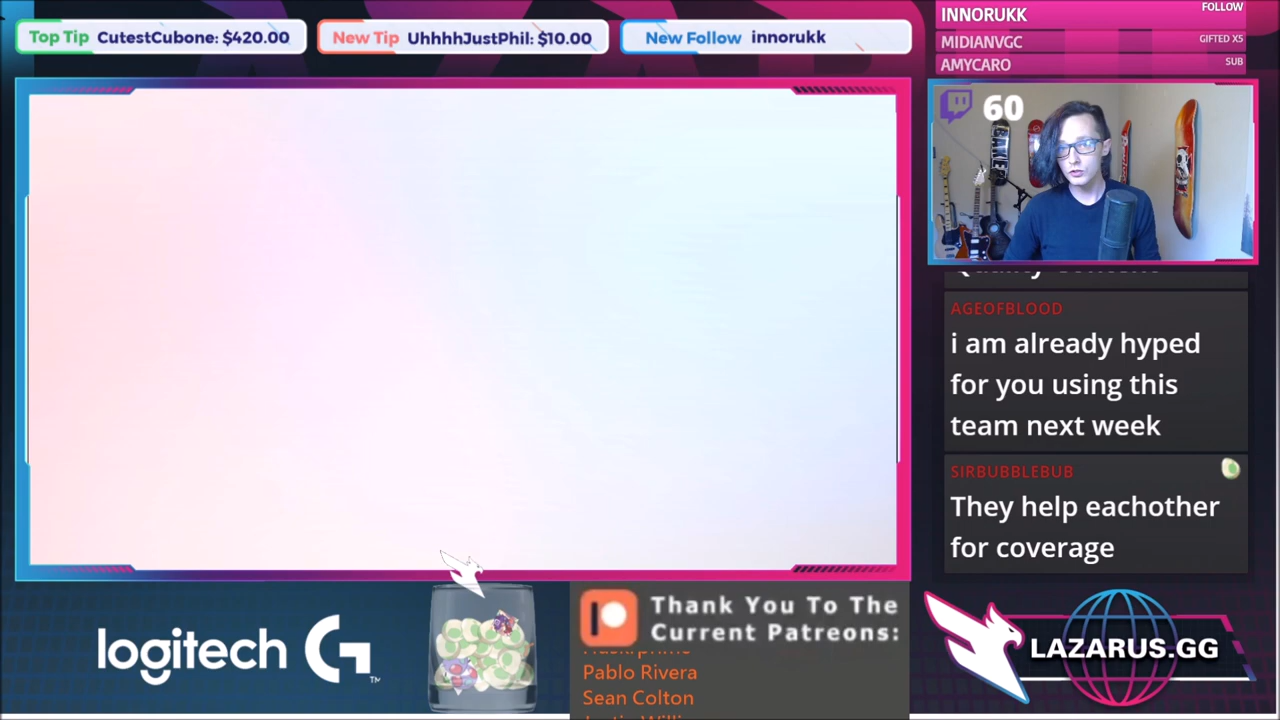 Top Tip CutestCubone: $420.00
New Tip UhhhhJustPhil: $10.00
New Follow innorukk
INNORUKK FOLLOW
MIDIANVGC GIFTED X5
AMYCARO SUB
60
AGEOFBLOOD
i am already hyped
for you using this
team next week
SIRBUBBLEBUB
They help eachother
for coverage
logitech G™
Thank You To The
Current Patreons:
Pablo Rivera
Sean Colton
LAZARUS.GG